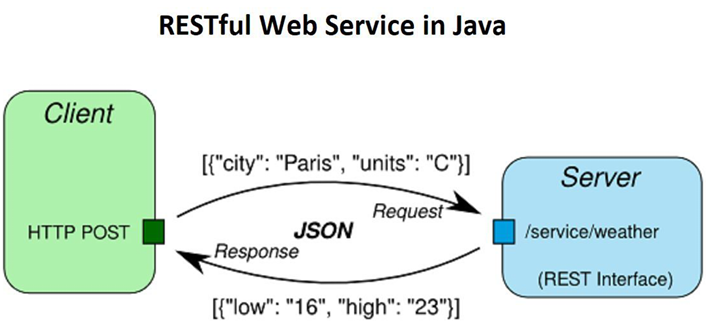 RESTful Web Service in Java
Client
HTTP POST
[{"city": "Paris", "units": "C"}]
Request
JSON
Response
[{"low": "16", "high": "23"}]
Server
/service/weather
(REST Interface)